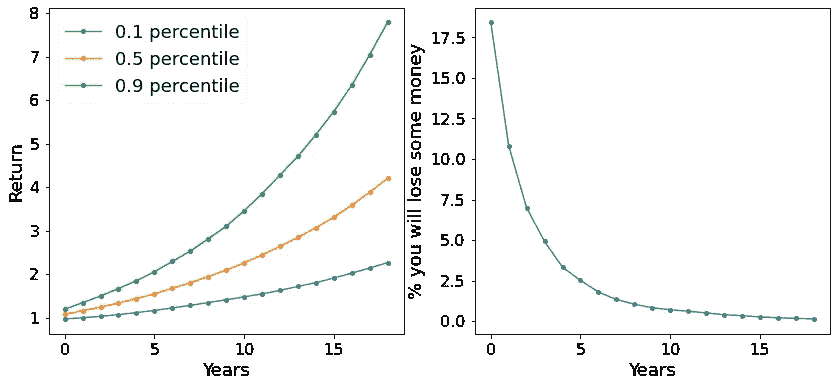 8
7
6
5
4
3
2
1
Return
0.1 percentile
0.5 percentile
0.9 percentile
0 5 10 15
Years
17.5
15.0
12.5
10.0
7.5
5.0
2.5
0.0
% you will lose some money
0 5 10 15
Years